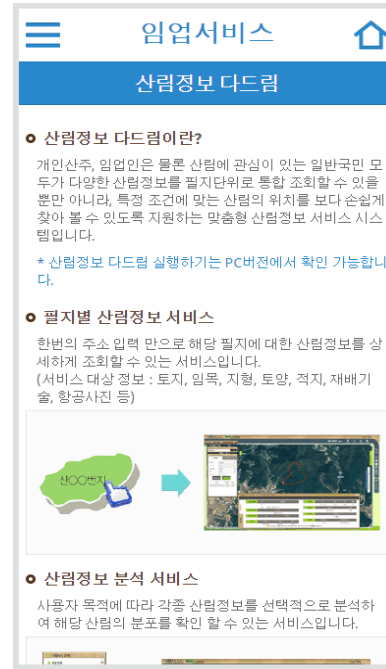 임업서비스
산림정보 다드림
산림정보 다드림이란?
개인산주, 임업인은 물론 산림에 관심이 있는 일반국민 모
두가 다양한 산림정보를 필지단위로 통합 조회할 수 있을
뿐만 아니라, 특정 조건에 맞는 산림의 위치를 보다 손쉽게
찾아 볼 수 있도록 지원하는 맞춤형 산림정보 서비스 시스
템입니다.
* 산림정보 다드림 실행하기는 PC버전에서 확인 가능합니
다.
필지별 산림정보 서비스
한번의 주소 입력 만으로 해당 필지에 대한 산림정보를 상
세하게 조회할 수 있는 서비스입니다.
(서비스 대상 정보 : 토지, 임목, 지형, 토양, 적지, 재배기
술, 항공사진 등)
산○○번지
산림정보 분석 서비스
사용자 목적에 따라 각종 산림정보를 선택적으로 분석하
여 해당 산림의 분포를 확인 할 수 있는 서비스입니다.